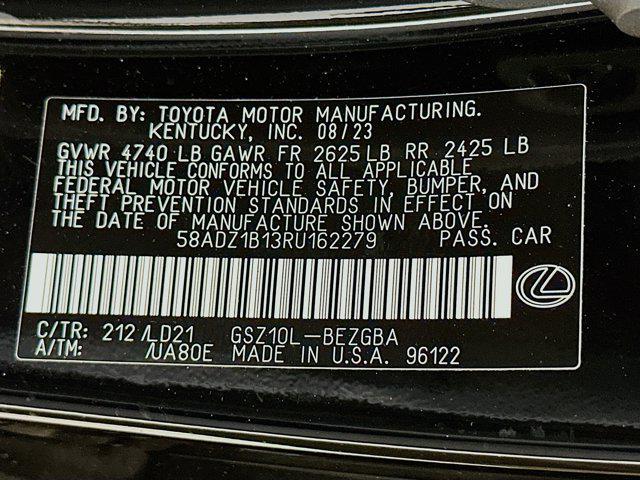 MFD. BY: TOYOTA MOTOR MANUFACTURING.
KENTUCKY, INC. 08/23
GVWR 4740 LB GAWR FR 2625 LB RR 2425 LB
THIS VEHICLE CONFORMS TO ALL APPLICABLE
FEDERAL MOTOR VEHICLE SAFETY, BUMPER, AND
THEFT PREVENTION STANDARDS IN EFFECT ON
THE DATE OF MANUFACTURE SHOWN ABOVE.
58ADZ1B13RU162279 PASS. CAR
C/TR: 212 /LD21 GSZ10L-BEZGBA
A/TM: /UA80E MADE IN U.S.A. 96122